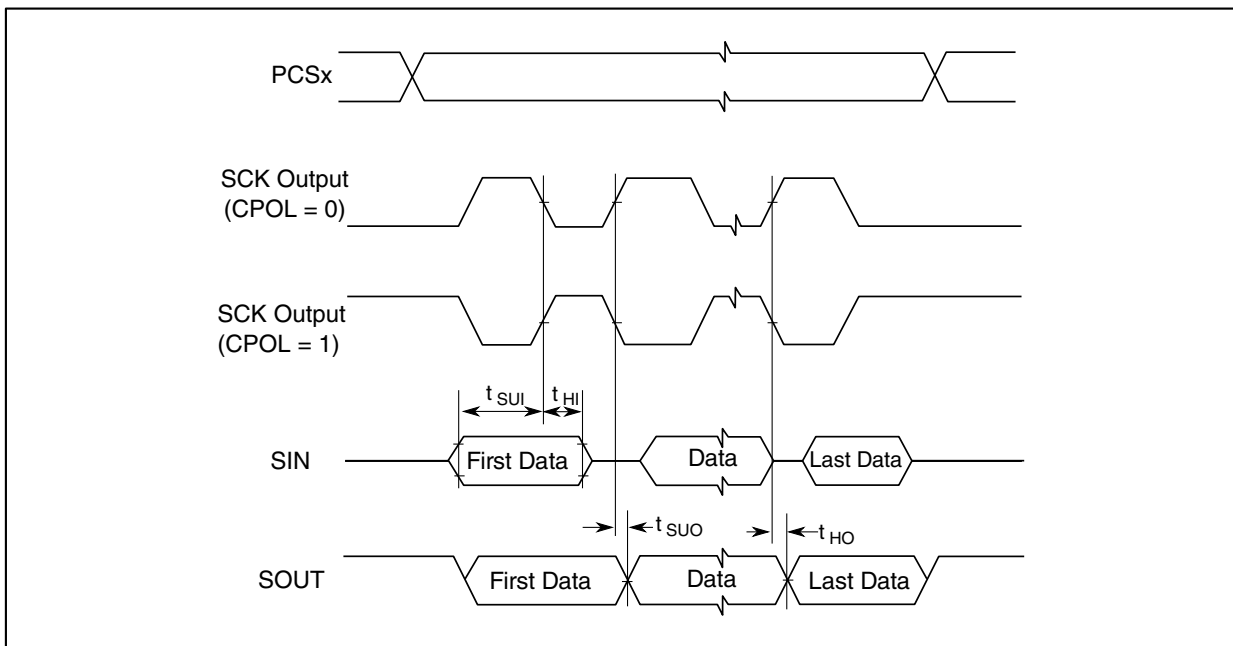 PCSx
SCK Output
(CPOL = 0)
SCK Output
(CPOL = 1)
t SUI
t HI
SIN
First Data
Data
Last Data
t SUO
t HO
SOUT
First Data
Data
Last Data